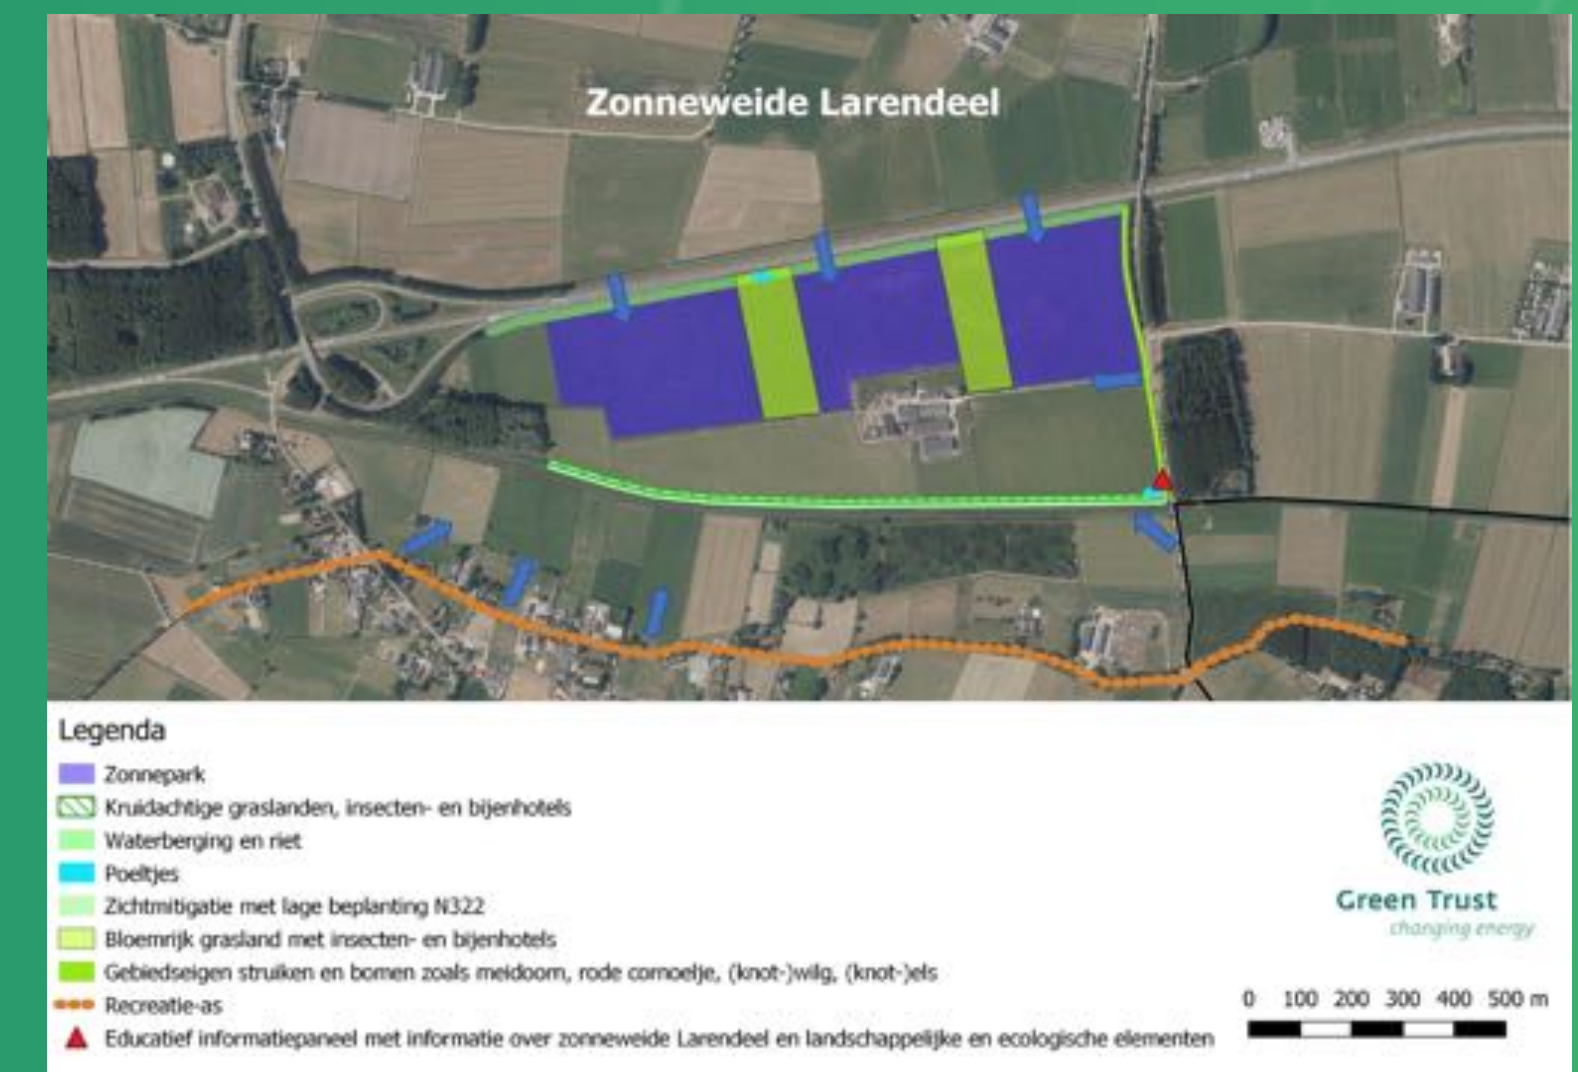 Zonneweide Larendeel
Legenda
Zonnepark
Kruidachtige graslanden, insecten- en bijenhotels
Waterberging en riet
Poeltjes
Zichtmitigatie met lage beplanting N322
Bloemrijk grasland met insecten- en bijenhotels
Gebiedseigen struiken en bomen zoals meidoorn, rode cornoelje, (knot-)wilg, (knot-)els
Recreatie-as
Educatief informatiepaneel met informatie over zonneweide Larendeel en landschappelijke en ecologische elementen
Green Trust
changing energy
0 100 200 300 400 500 m